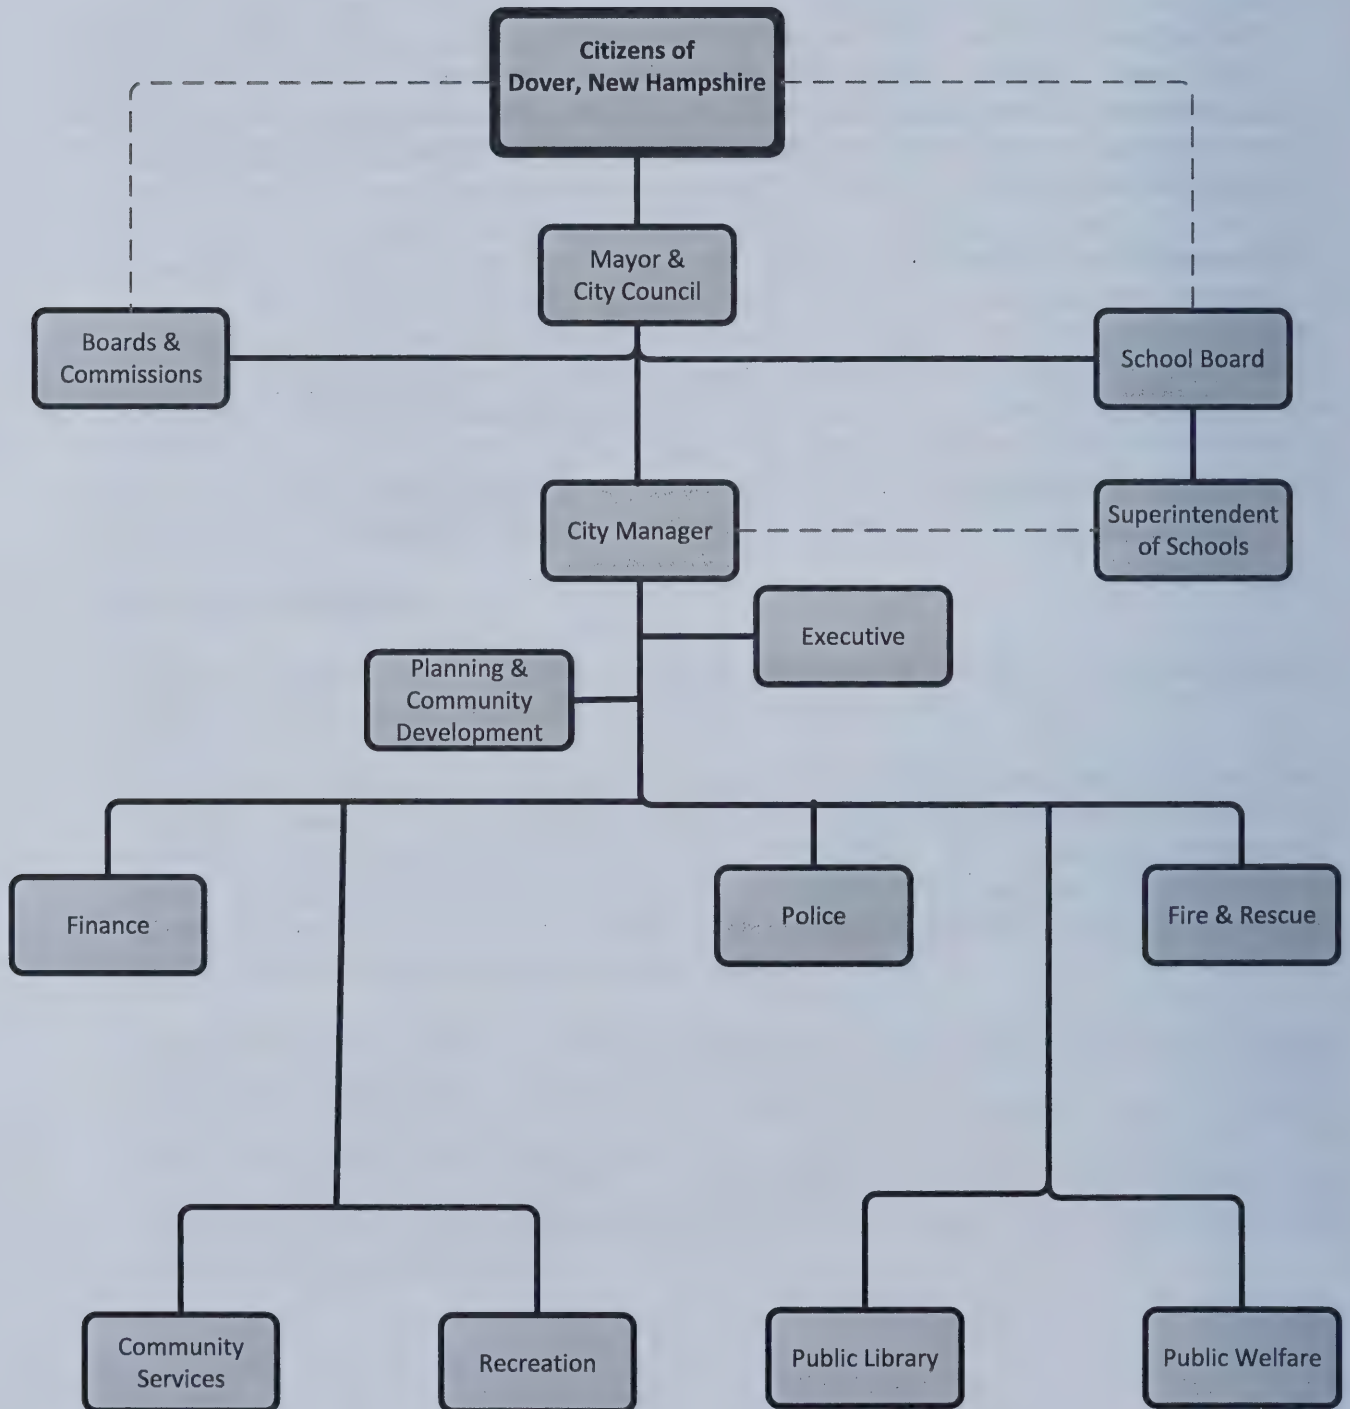 Citizens of
Dover, New Hampshire
Mayor &
City Council
Boards &
Commissions
School Board
City Manager
Superintendent
of Schools
Executive
Planning &
Community
Development
Finance
Police
Fire & Rescue
Community
Services
Recreation
Public Library
Public Welfare